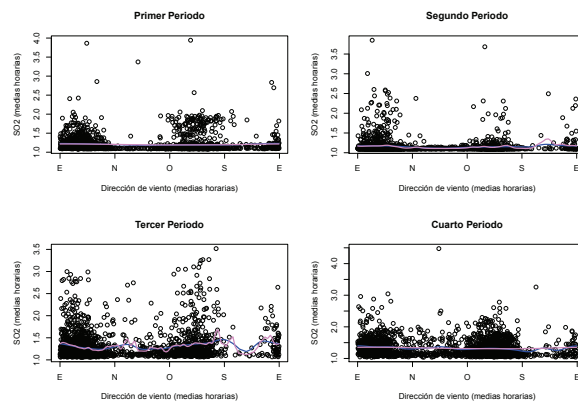 Primer Periodo
SO2 (medias horarias)
4.0
3.5
3.0
2.5
2.0
1.5
1.0
E N O S E
Dirección de viento (medias horarias)
Segundo Periodo
SO2 (medias horarias)
3.5
3.0
2.5
2.0
1.5
1.0
E N O S E
Dirección de viento (medias horarias)
Tercer Periodo
SO2 (medias horarias)
3.5
3.0
2.5
2.0
1.5
1.0
E N O S E
Dirección de viento (medias horarias)
Cuarto Periodo
SO2 (medias horarias)
4.0
3.0
2.0
1.0
E N O S E
Dirección de viento (medias horarias)